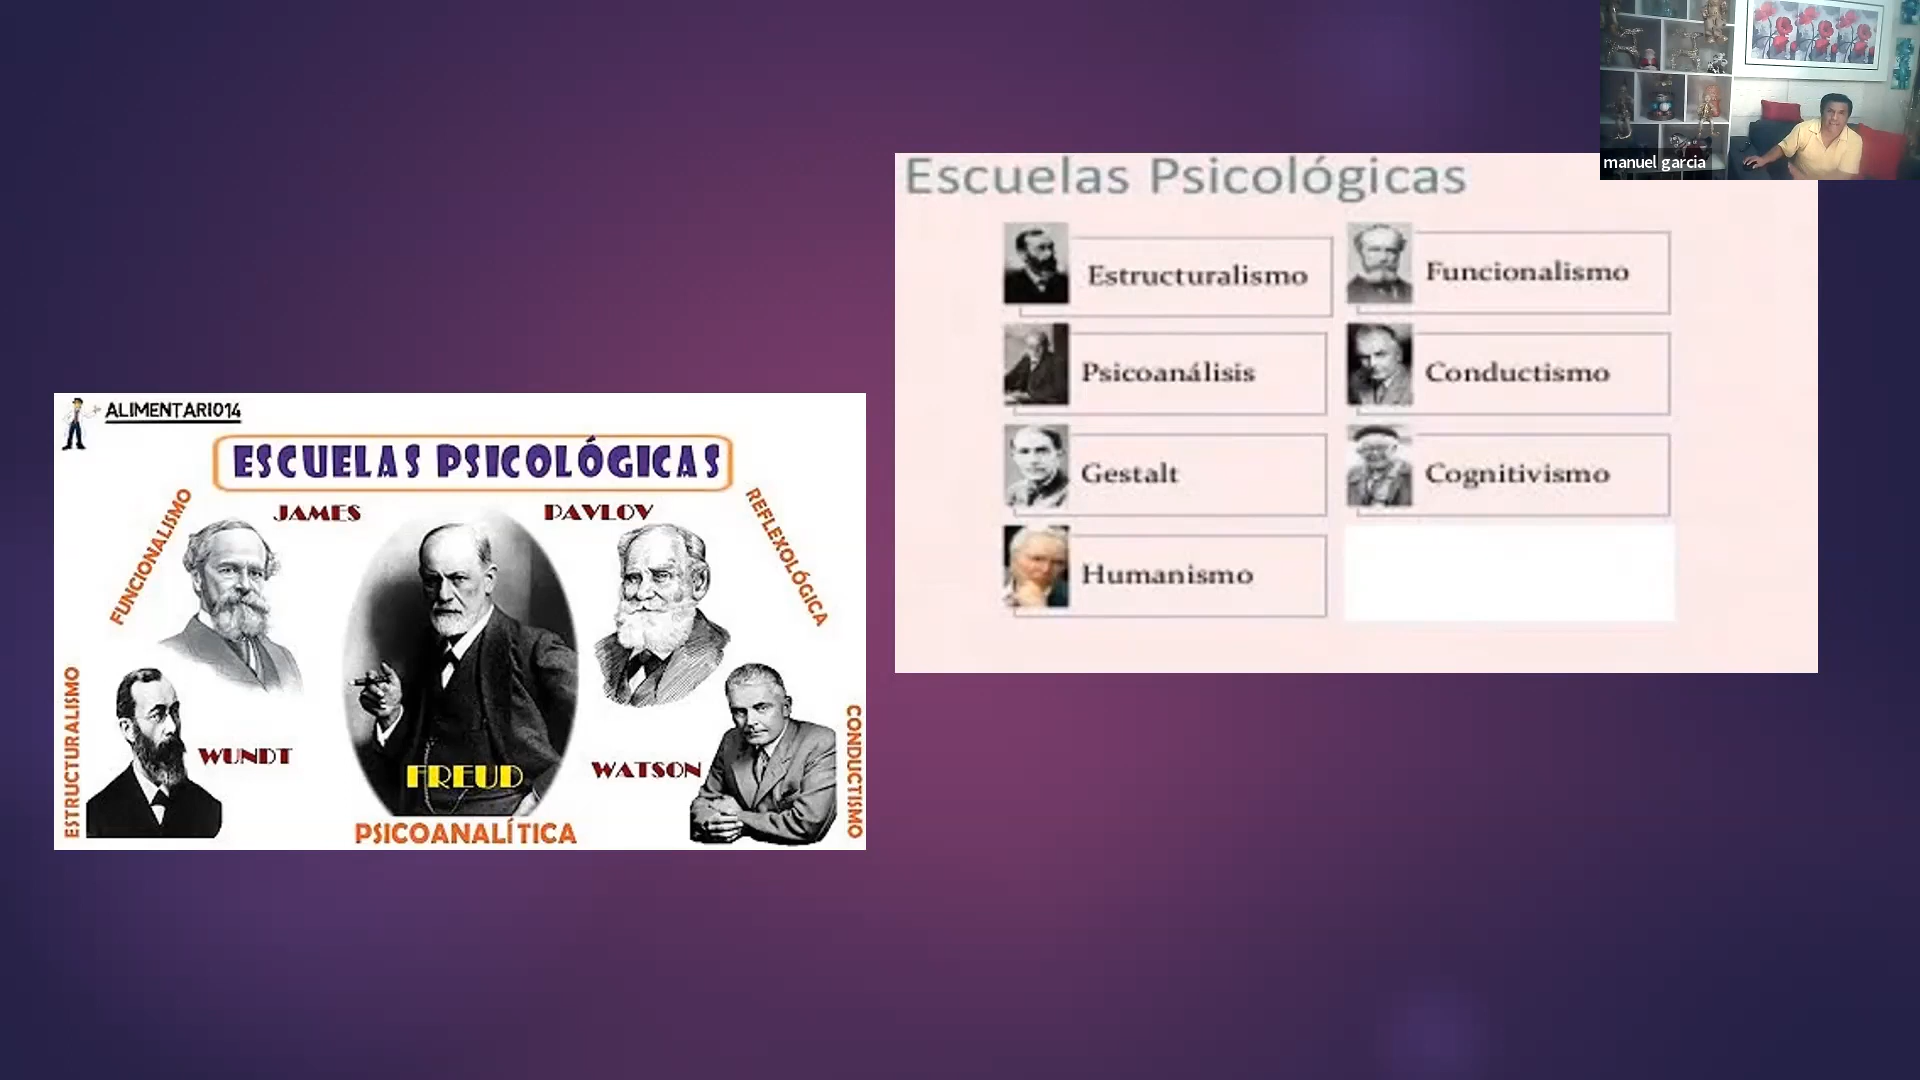 manuel garcia
Escuelas Psicológicas
Estructuralismo
Funcionalismo
Psicoanálisis
Conductismo
Gestalt
Cognitivismo
Humanismo
ALIMENTARIO14
ESCUELAS PSICOLÓGICAS
FUNCIONALISMO
JAMES
PAVLOV
REFLEXOLÓGICA
ESTRUCTURALISMO
WUNDT
FREUD
WATSON
CONDUCTISMO
PSICOANALÍTICA